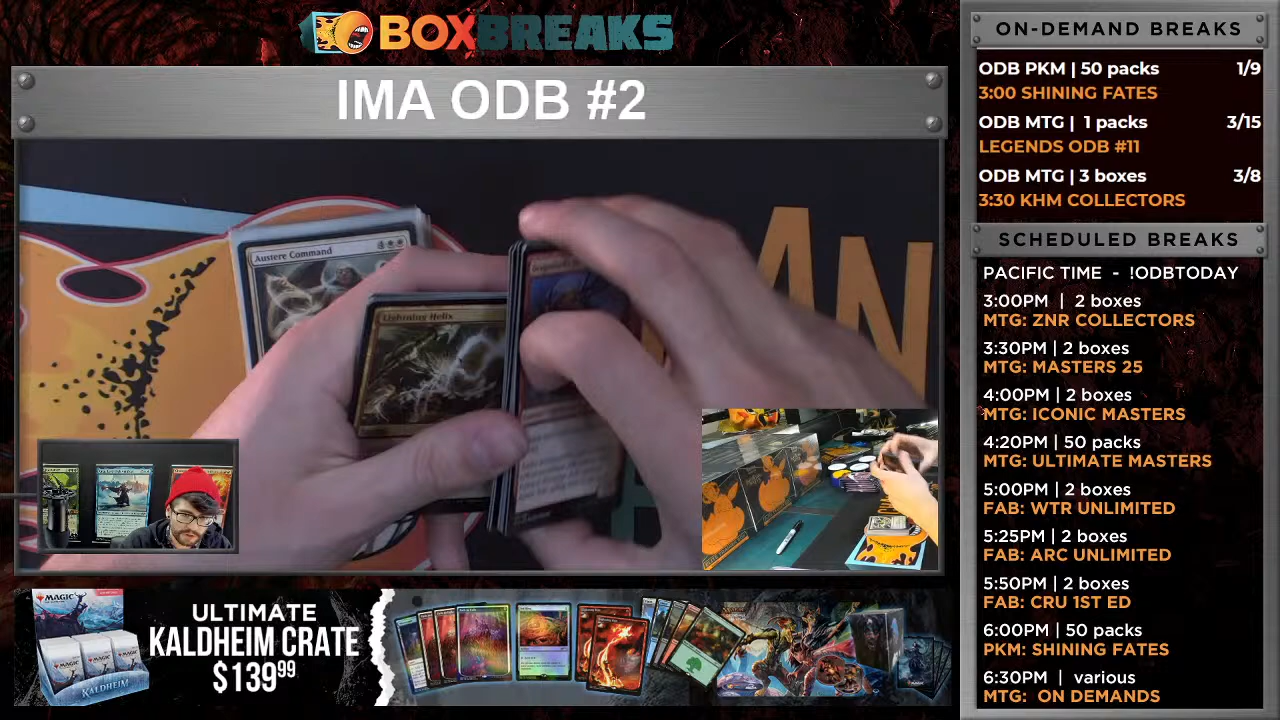 BOXBREAKS
IMA ODB #2
Austere Command
Lightning Helix
ULTIMATE
KALDHEIM CRATE
$139.99
MAGIC
KALDHEIM
ON-DEMAND BREAKS
ODB PKM | 50 packs 1/9
3:00 SHINING FATES
ODB MTG | 1 packs 3/15
LEGENDS ODB #11
ODB MTG | 3 boxes 3/8
3:30 KHM COLLECTORS
SCHEDULED BREAKS
PACIFIC TIME - !ODBTODAY
3:00PM | 2 boxes
MTG: ZNR COLLECTORS
3:30PM | 2 boxes
MTG: MASTERS 25
4:00PM | 2 boxes
MTG: ICONIC MASTERS
4:20PM | 50 packs
MTG: ULTIMATE MASTERS
5:00PM | 2 boxes
FAB: WTR UNLIMITED
5:25PM | 2 boxes
FAB: ARC UNLIMITED
5:50PM | 2 boxes
FAB: CRU 1ST ED
6:00PM | 50 packs
PKM: SHINING FATES
6:30PM | various
MTG: ON DEMANDS